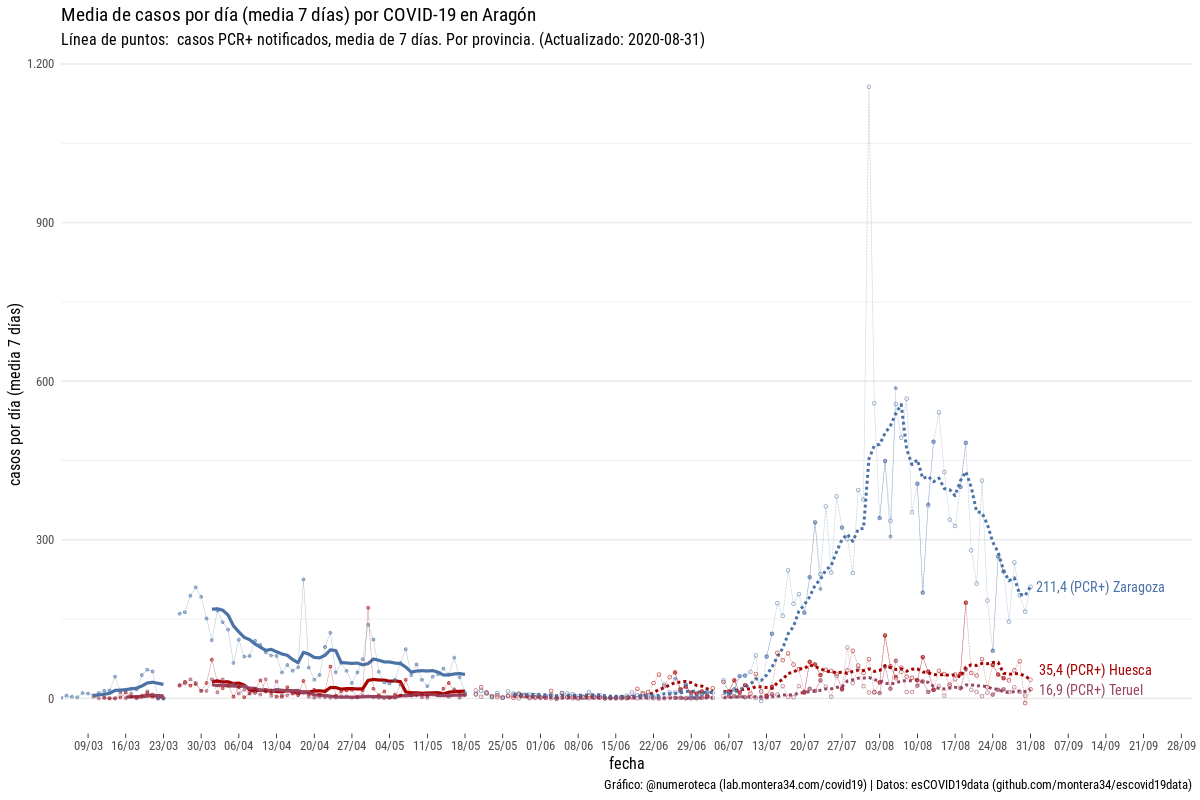 Media de casos por día (media 7 días) por COVID-19 en Aragón
Línea de puntos:  casos PCR+ notificados, media de 7 días. Por provincia. (Actualizado: 2020-08-31)
casos por día (media 7 días)
1.200
900
600
300
0
211,4 (PCR+) Zaragoza
35,4 (PCR+) Huesca
16,9 (PCR+) Teruel
09/03 16/03 23/03 30/03 06/04 13/04 20/04 27/04 04/05 11/05 18/05 25/05 01/06 08/06 15/06 22/06 29/06 06/07 13/07 20/07 27/07 03/08 10/08 17/08 24/08 31/08 07/09 14/09 21/09 28/09
fecha
Gráfico: @numeroteca (lab.montera34.com/covid19) | Datos: esCOVID19data (github.com/montera34/escovid19data)